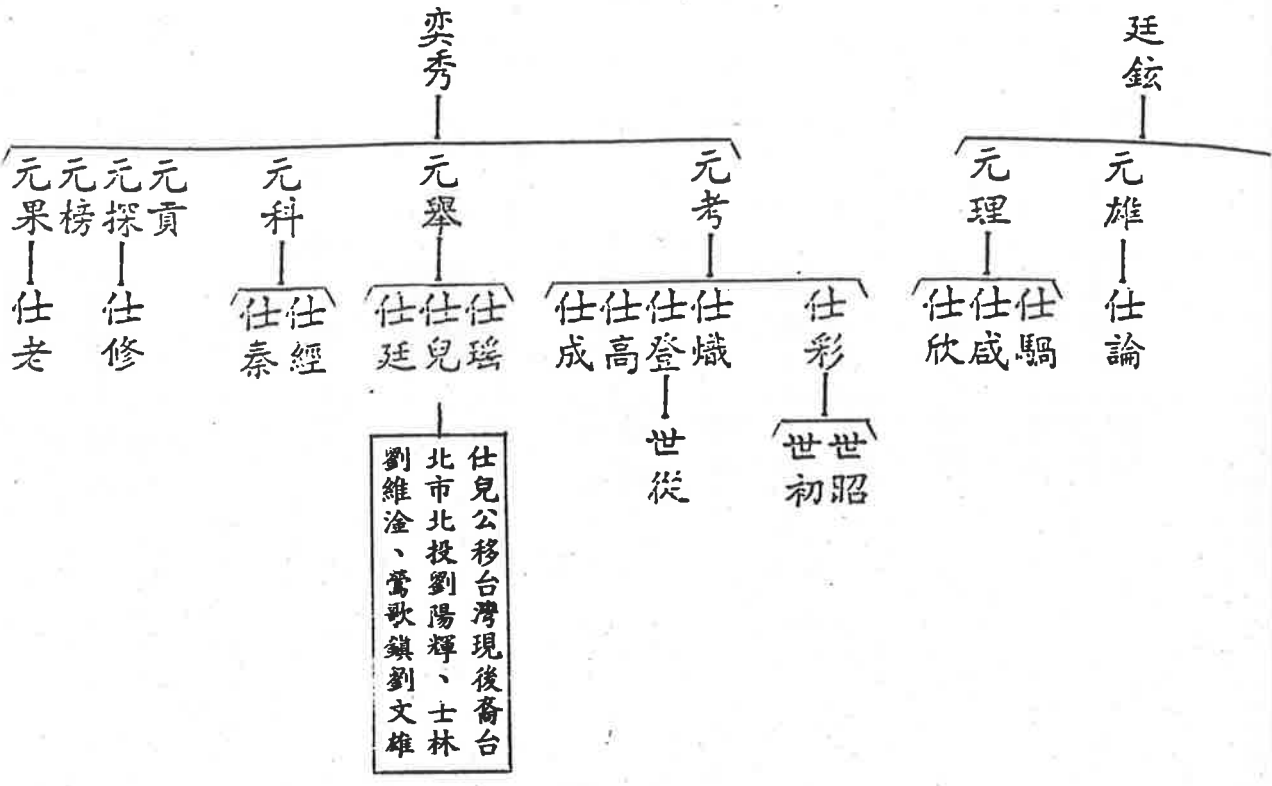 廷鉉
元雄
元理
仕論
仕騧
仕咸
仕欣
奕秀
元考
元舉
元科
元貢
元探
元榜
元果
仕彩
仕熾
仕登
仕高
仕成
仕瑤
仕兒
仕廷
仕經
仕秦
仕修
仕老
世昭
世初
世從
仕兒公移台灣現後裔台
北市北投劉陽輝、士林
劉維淦、鶯歌鎮劉文雄